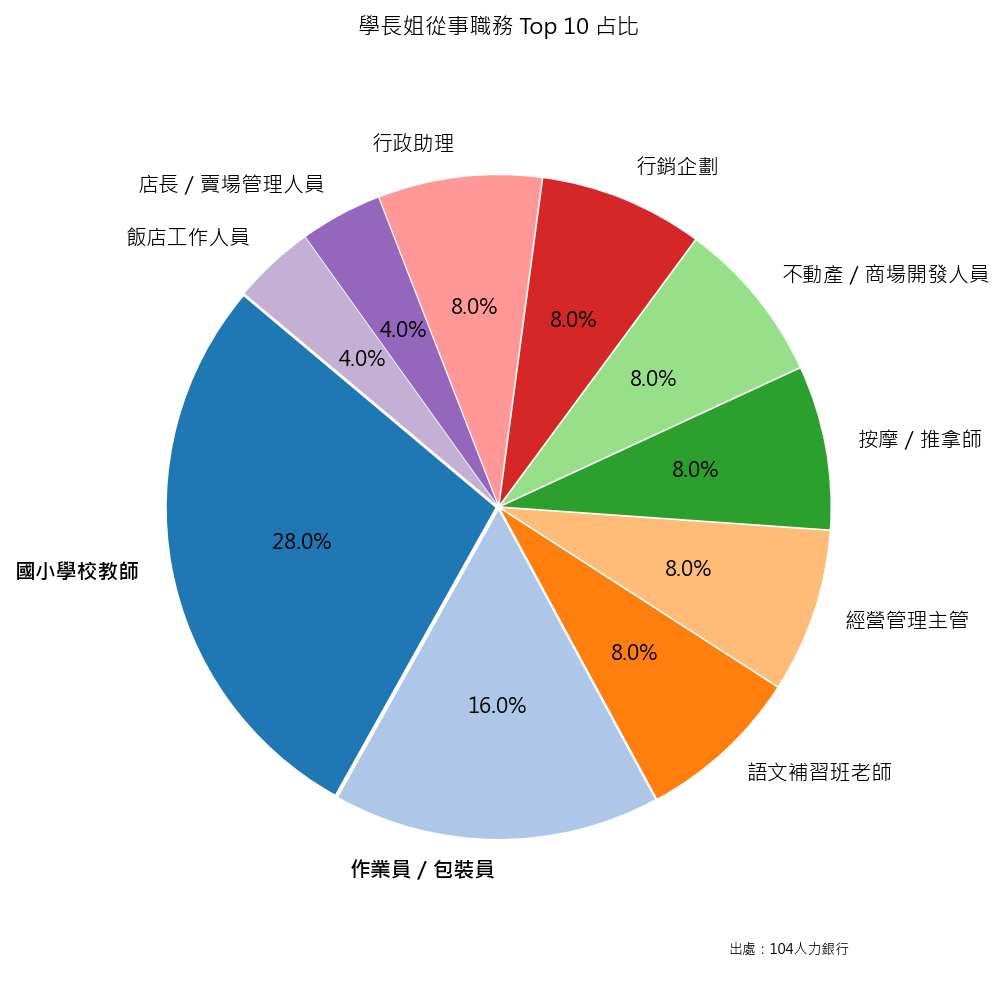 學長姐從事職務 Top 10 占比
行政助理
行銷企劃
店長 / 賣場管理人員
飯店工作人員
不動產 / 商場開發人員
8.0%
8.0%
4.0%
4.0%
8.0%
按摩 / 推拿師
8.0%
28.0%
國小學校教師
8.0%
經營管理主管
8.0%
16.0%
語文補習班老師
作業員 / 包裝員
出處：104人力銀行